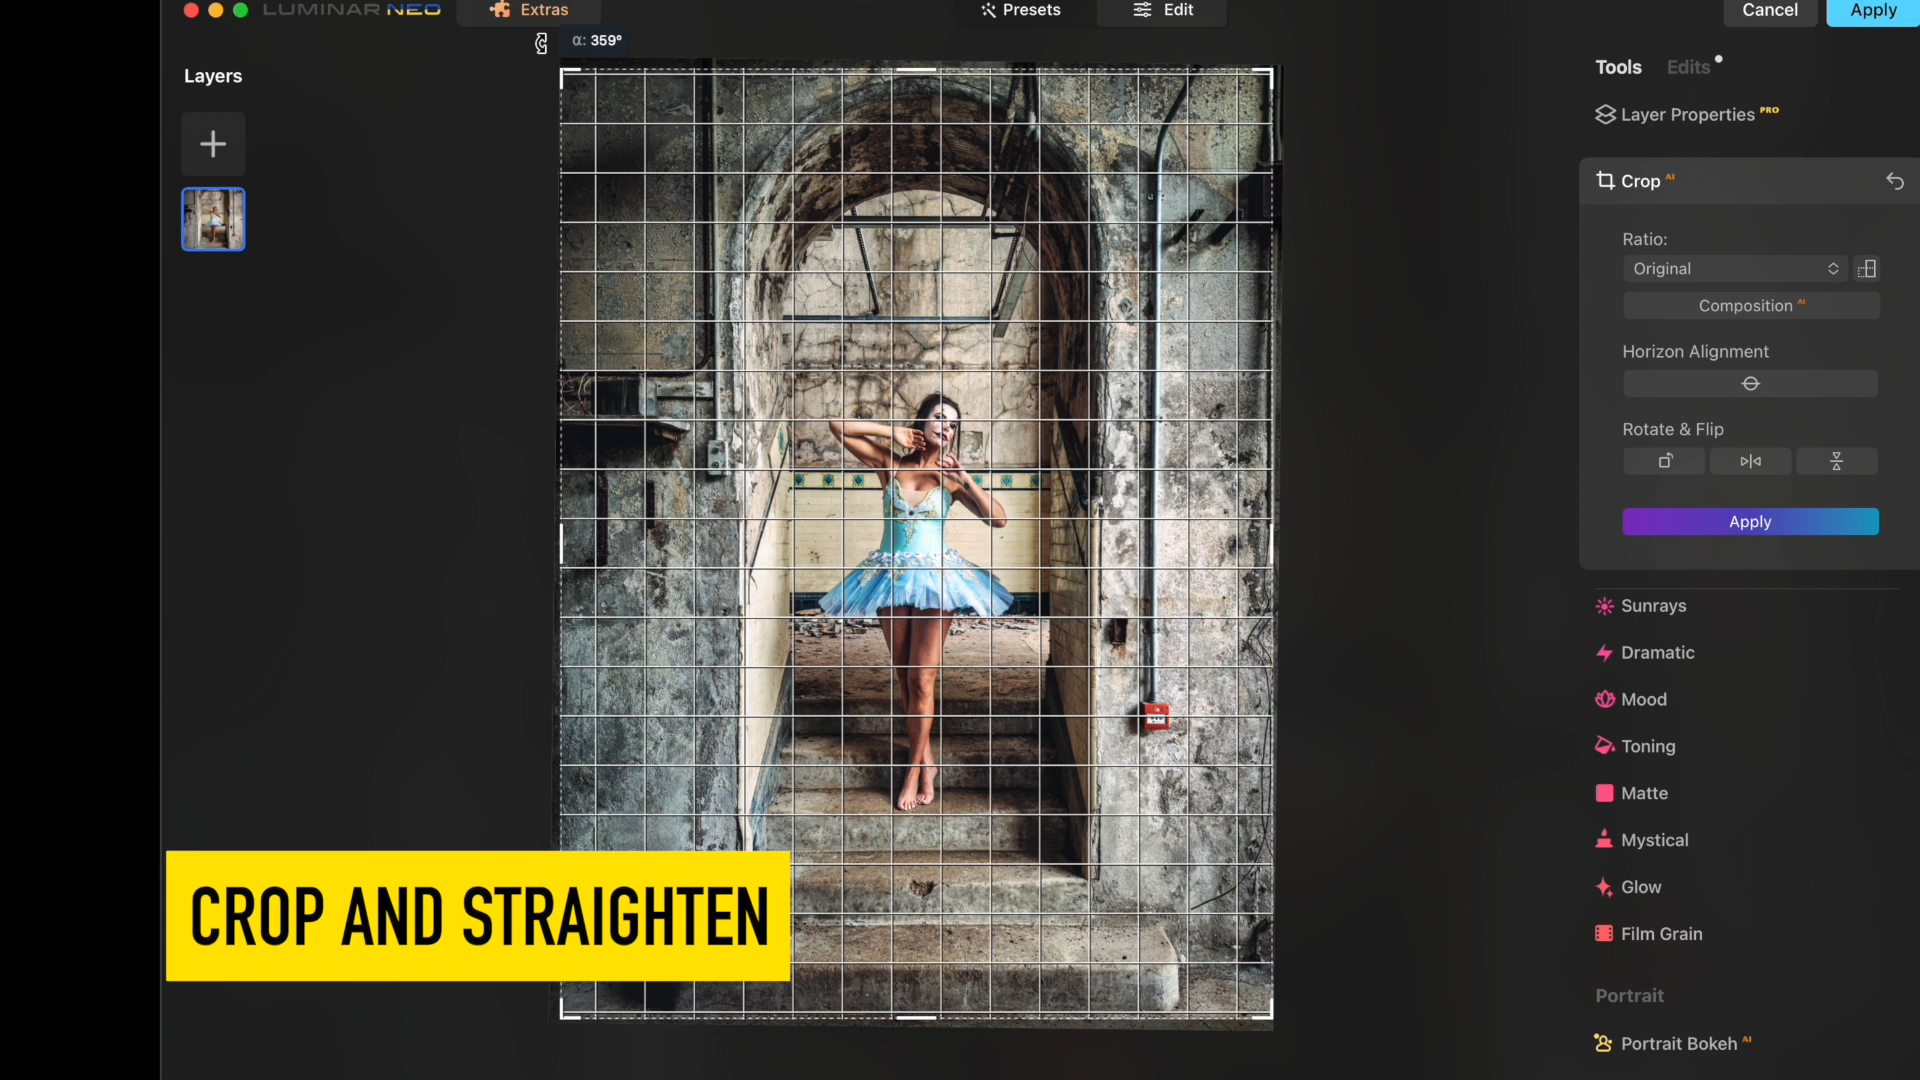 LUMINAR NEO
Extras
Presets
Edit
Cancel
Apply
α: 359°
Layers
Tools
Edits
Layer Properties PRO
Crop AI
Ratio:
Original
Composition AI
Horizon Alignment
Rotate & Flip
Apply
Sunrays
Dramatic
Mood
Toning
Matte
Mystical
Glow
Film Grain
Portrait
Portrait Bokeh AI
CROP AND STRAIGHTEN